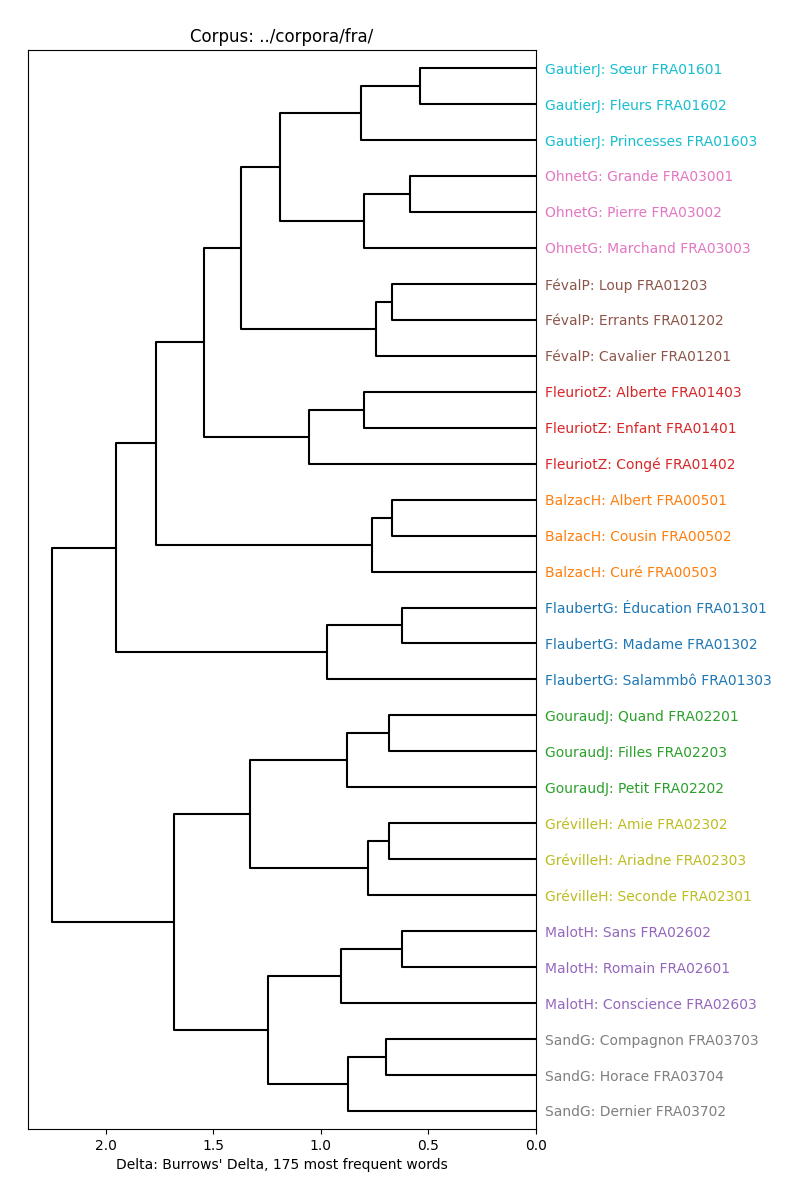 Corpus: ../corpora/fra/
GautierJ: Sœur FRA01601
GautierJ: Fleurs FRA01602
GautierJ: Princesses FRA01603
OhnetG: Grande FRA03001
OhnetG: Pierre FRA03002
OhnetG: Marchand FRA03003
FévalP: Loup FRA01203
FévalP: Errants FRA01202
FévalP: Cavalier FRA01201
FleuriotZ: Alberte FRA01403
FleuriotZ: Enfant FRA01401
FleuriotZ: Congé FRA01402
BalzacH: Albert FRA00501
BalzacH: Cousin FRA00502
BalzacH: Curé FRA00503
FlaubertG: Éducation FRA01301
FlaubertG: Madame FRA01302
FlaubertG: Salammbô FRA01303
GouraudJ: Quand FRA02201
GouraudJ: Filles FRA02203
GouraudJ: Petit FRA02202
GrévilleH: Amie FRA02302
GrévilleH: Ariadne FRA02303
GrévilleH: Seconde FRA02301
MalotH: Sans FRA02602
MalotH: Romain FRA02601
MalotH: Conscience FRA02603
SandG: Compagnon FRA03703
SandG: Horace FRA03704
SandG: Dernier FRA03702
2.0 1.5 1.0 0.5 0.0
Delta: Burrows' Delta, 175 most frequent words